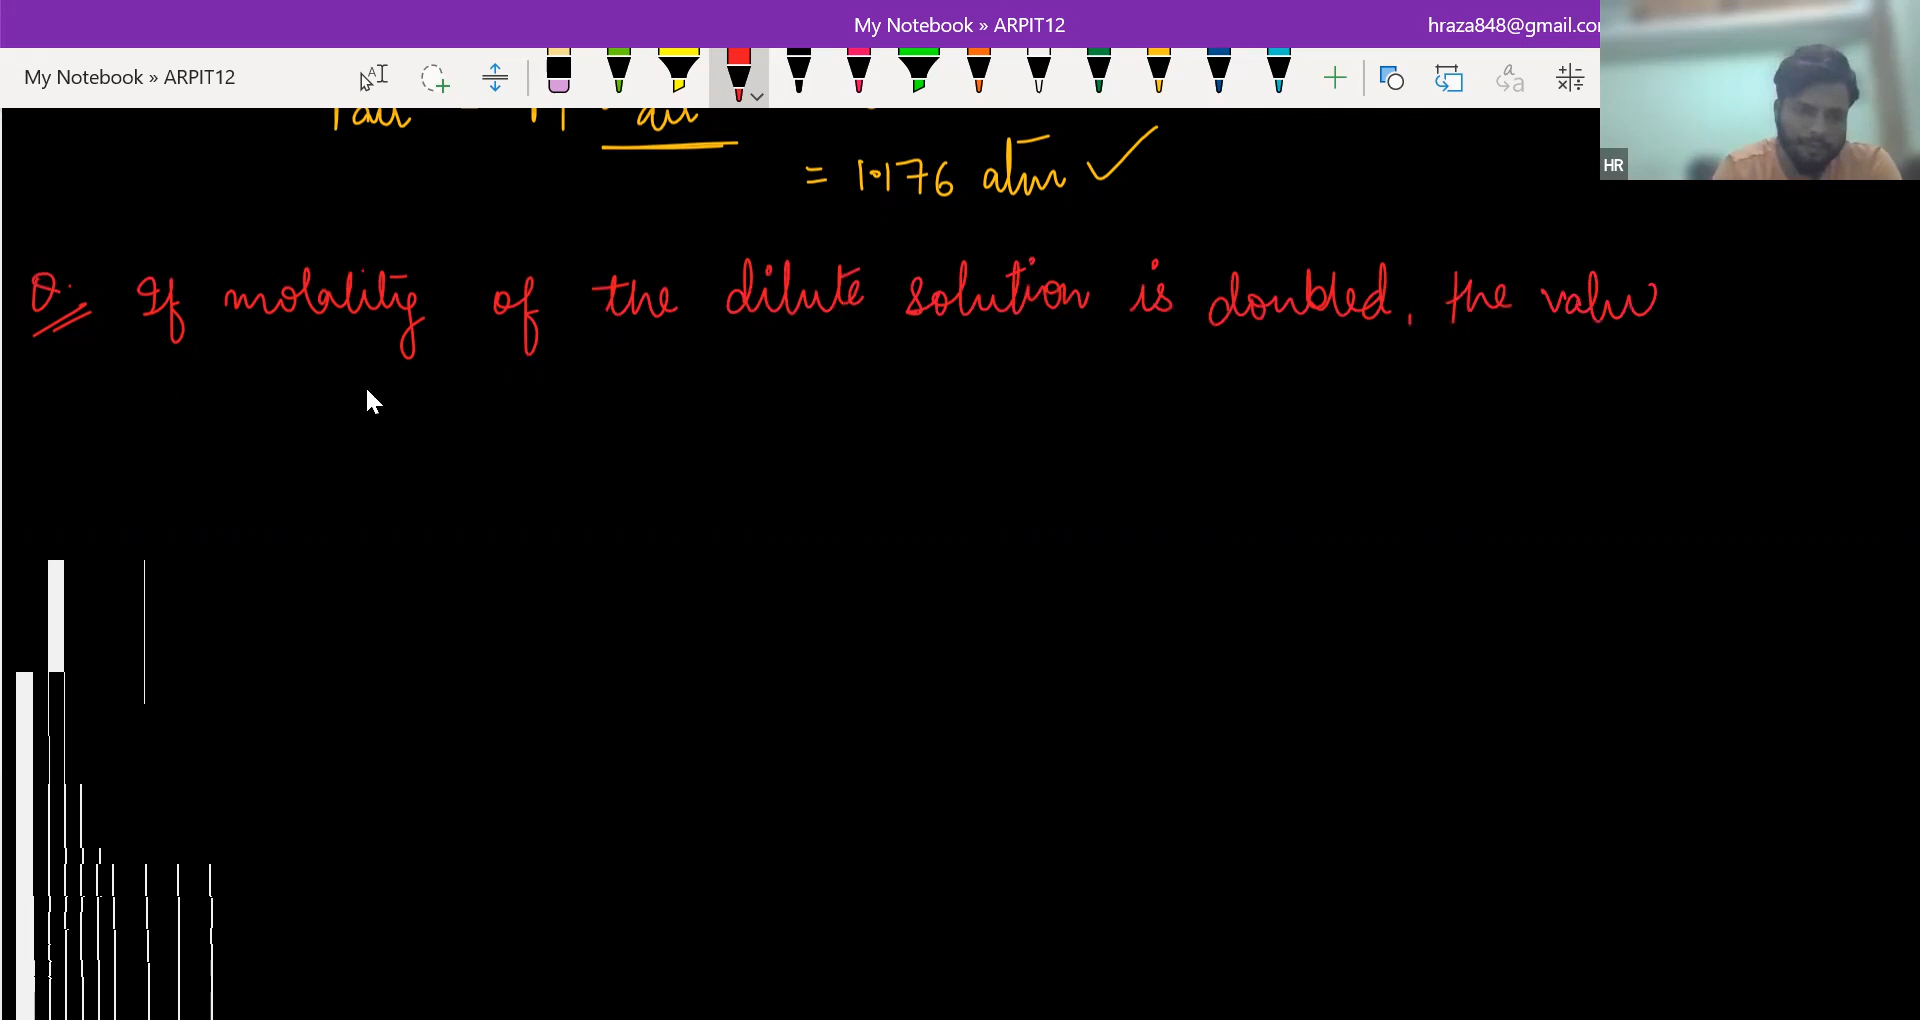 My Notebook » ARPIT12
hraza848@gmail.co
My Notebook » ARPIT12
HR
= 1.176 atm ✓
Q. If molality of the dilute solution is doubled, the value